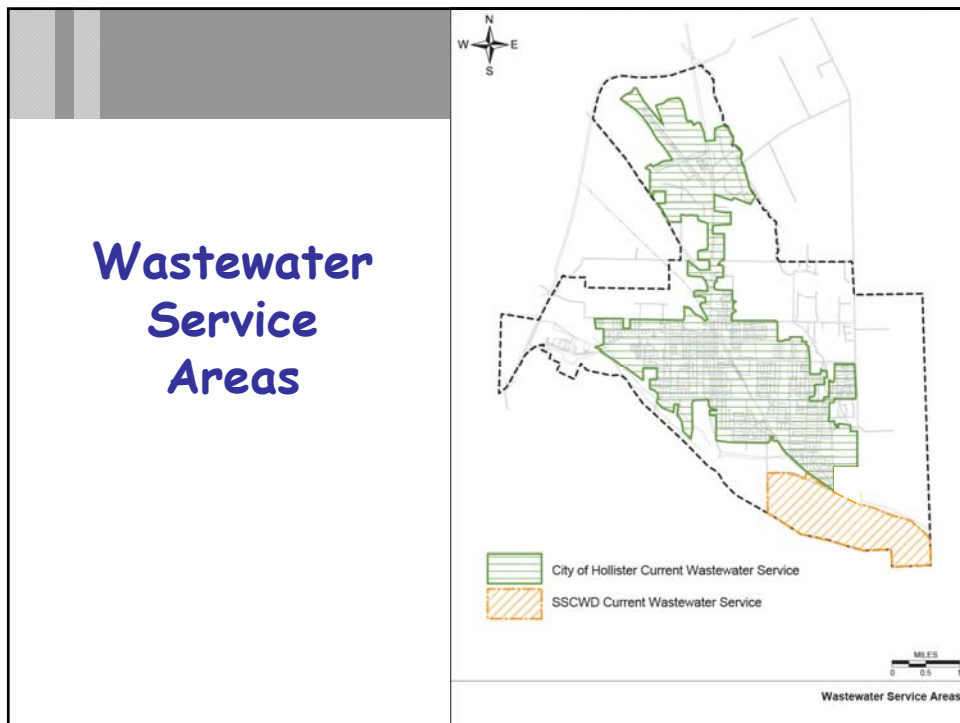 Wastewater
Service
Areas
N
W E
S
City of Hollister Current Wastewater Service
SSCWD Current Wastewater Service
MILES
0 0.5 1
Wastewater Service Areas